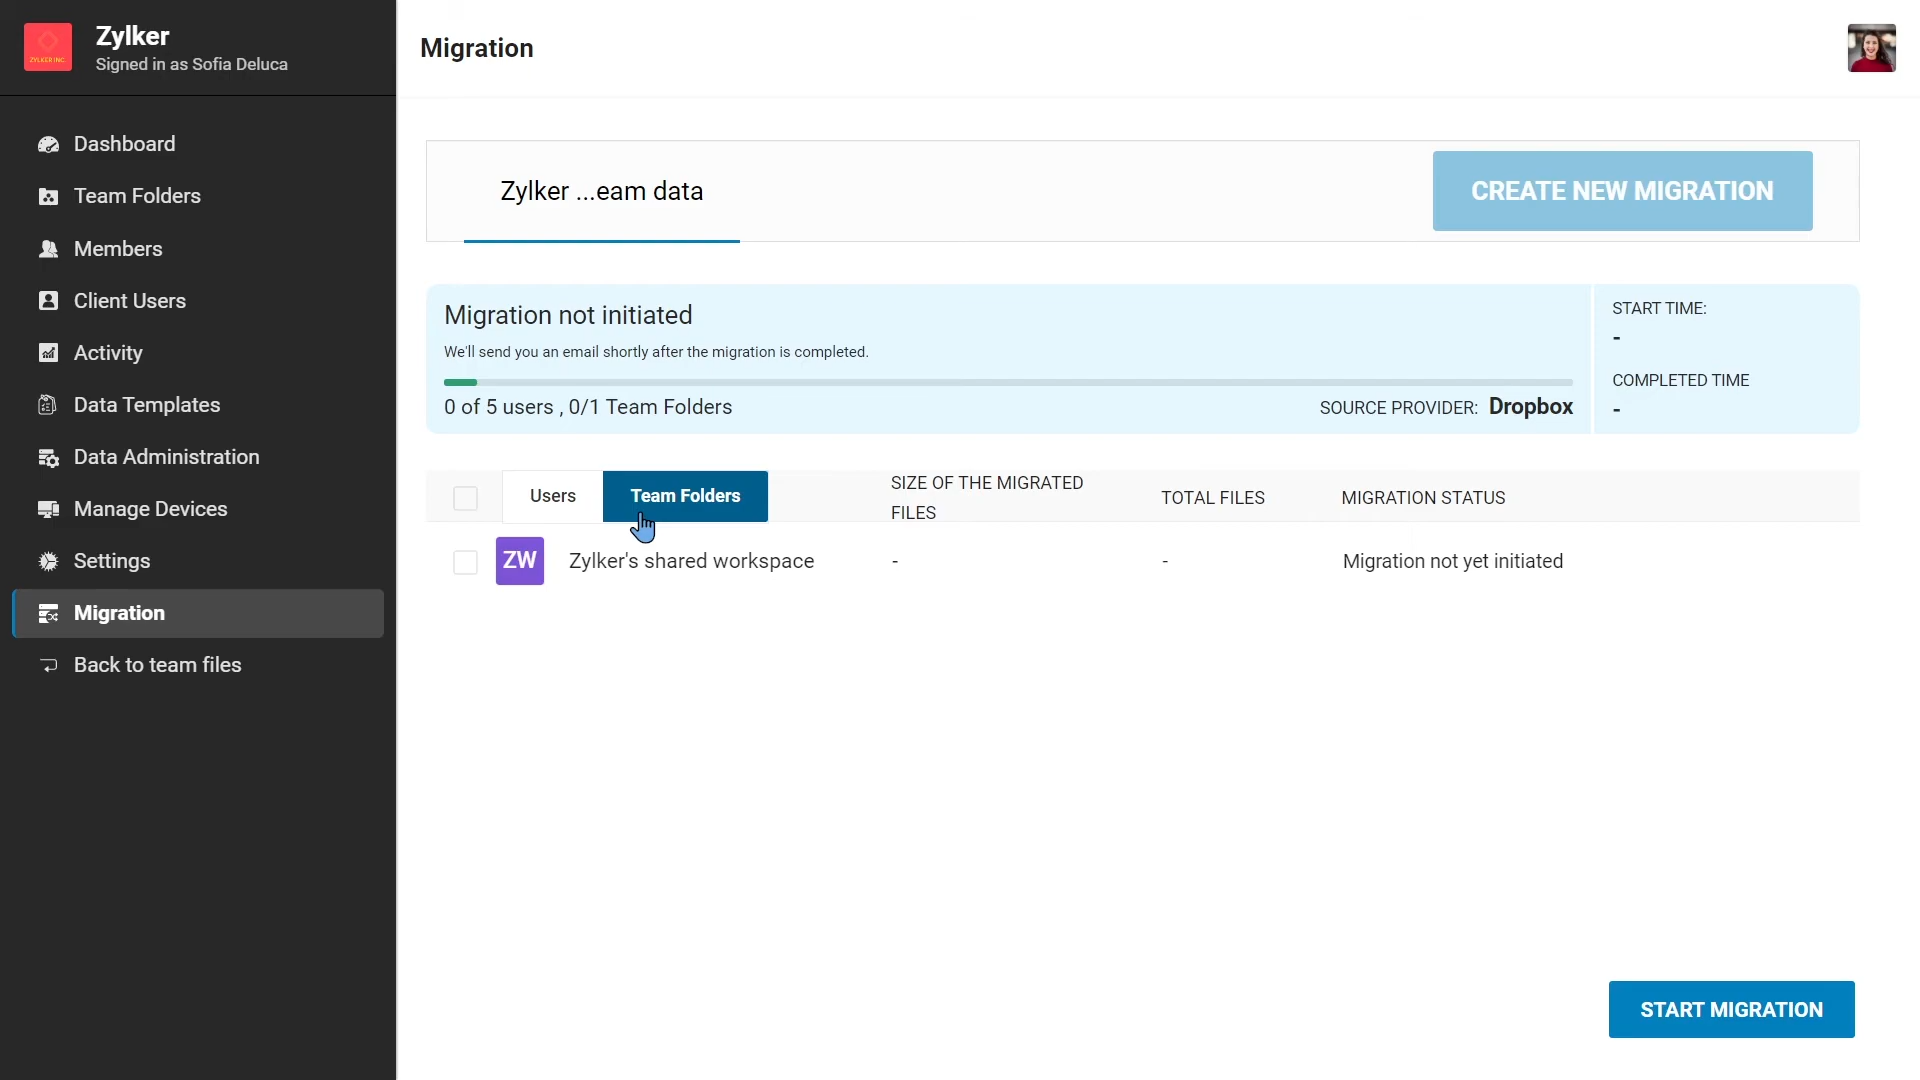 Zylker
Signed in as Sofia Deluca
ZYLKER INC.
Dashboard
Team Folders
Members
Client Users
Activity
Data Templates
Data Administration
Manage Devices
Settings
Migration
Back to team files
Migration
Zylker ...eam data
CREATE NEW MIGRATION
Migration not initiated
We'll send you an email shortly after the migration is completed.
0 of 5 users , 0/1 Team Folders
SOURCE PROVIDER: Dropbox
START TIME:
-
COMPLETED TIME
-
Users
Team Folders
SIZE OF THE MIGRATED
FILES
TOTAL FILES
MIGRATION STATUS
ZW
Zylker's shared workspace
-
-
Migration not yet initiated
START MIGRATION